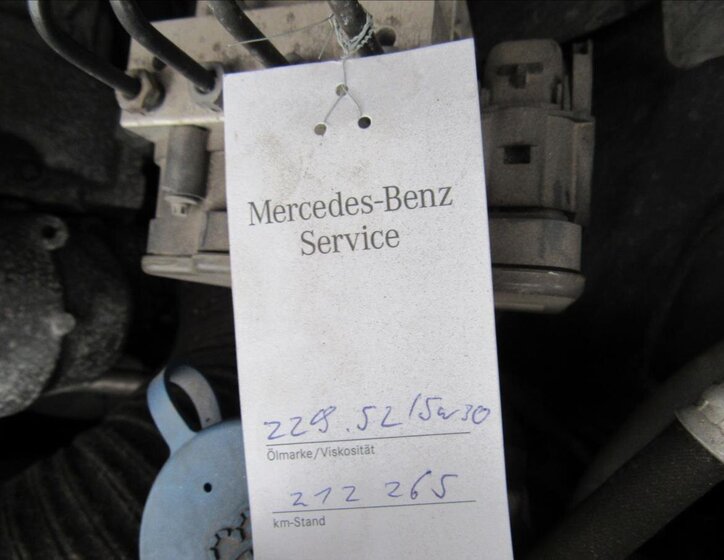 Mercedes-Benz
Service
229.52/5w30
Ölmarke/Viskosität
212 265
km-Stand